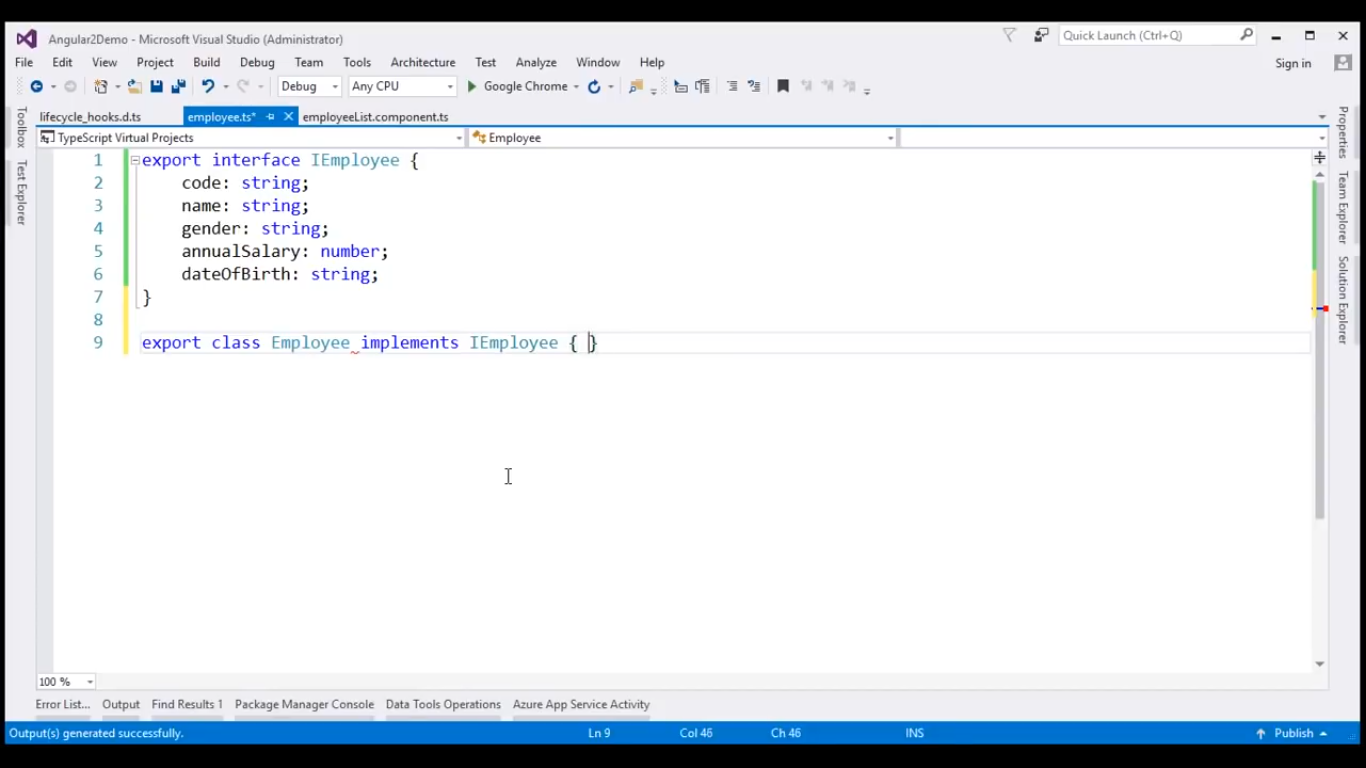 Angular2Demo - Microsoft Visual Studio (Administrator)
Quick Launch (Ctrl+Q)
File Edit View Project Build Debug Team Tools Architecture Test Analyze Window Help
Sign in
Debug Any CPU Google Chrome
lifecycle_hooks.d.ts employee.ts* employeeList.component.ts
TypeScript Virtual Projects Employee
Toolbox
Test Explorer
Properties
Team Explorer
Solution Explorer
1 export interface IEmployee {
2 code: string;
3 name: string;
4 gender: string;
5 annualSalary: number;
6 dateOfBirth: string;
7 }
8
9 export class Employee implements IEmployee { }
100 %
Error List... Output Find Results 1 Package Manager Console Data Tools Operations Azure App Service Activity
Output(s) generated successfully. Ln 9 Col 46 Ch 46 INS Publish